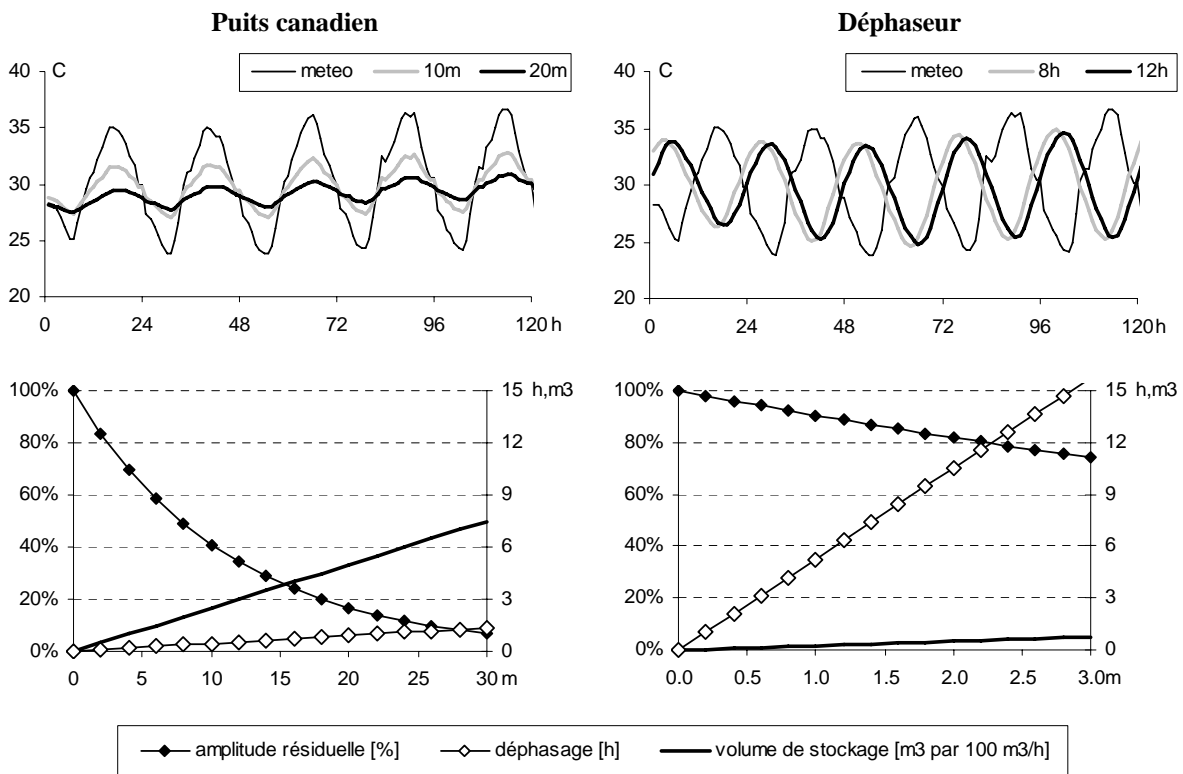 Puits canadien
Déphaseur
40 C
meteo 10m 20m
35
30
25
20
0 24 48 72 96 120 h
40 C
meteo 8h 12h
35
30
25
20
0 24 48 72 96 120 h
100% 15 h,m3
80% 12
60% 9
40% 6
20% 3
0% 0
0 5 10 15 20 25 30 m
100% 15 h,m3
80% 12
60% 9
40% 6
20% 3
0% 0
0.0 0.5 1.0 1.5 2.0 2.5 3.0m
amplitude résiduelle [%] déphasage [h] volume de stockage [m3 par 100 m3/h]